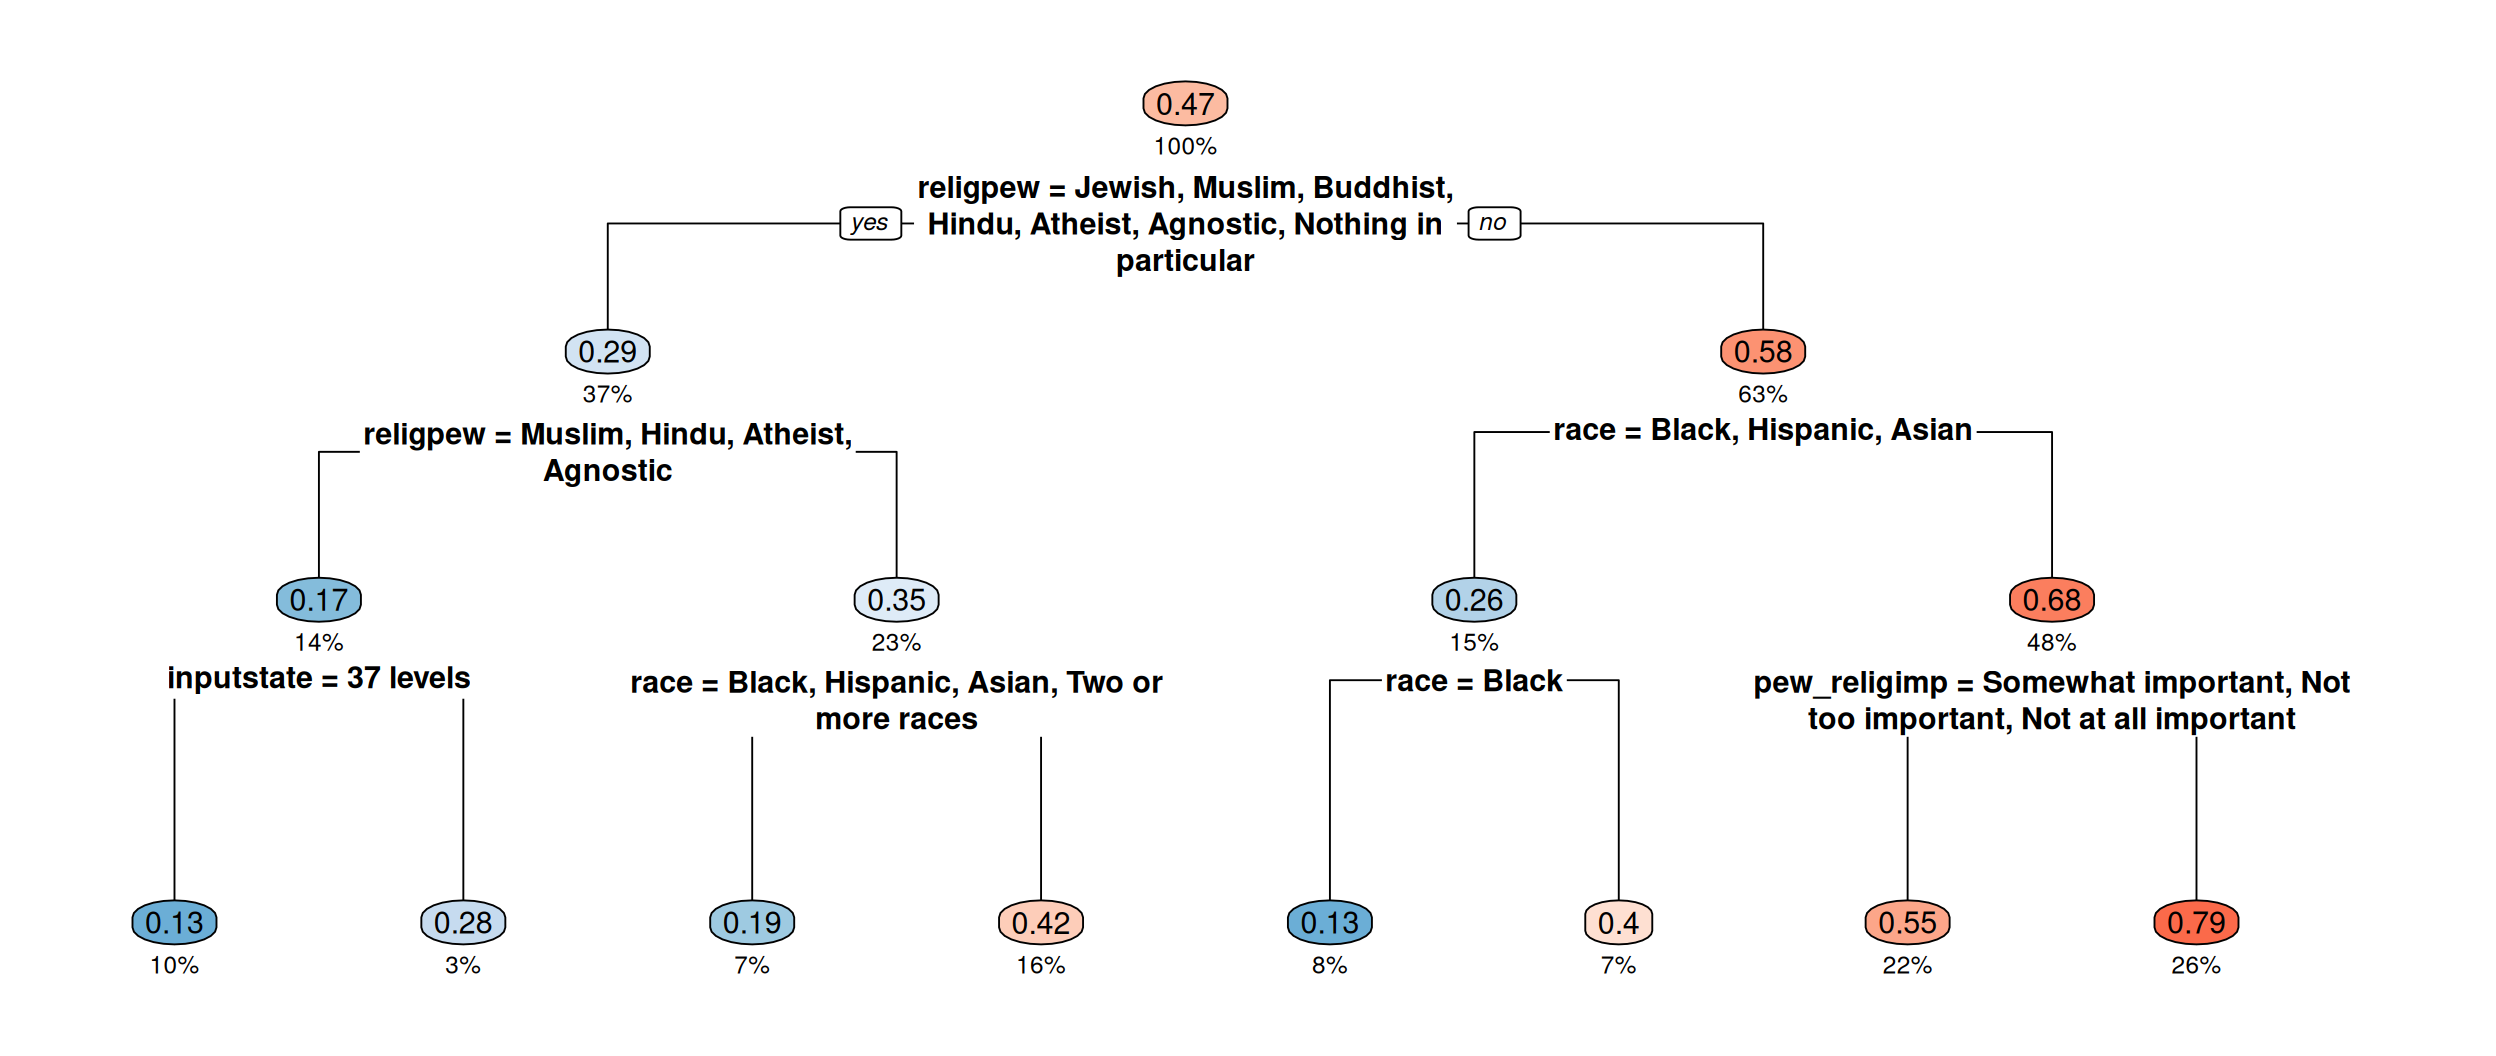 0.47
100%
religpew = Jewish, Muslim, Buddhist,
yes
Hindu, Atheist, Agnostic, Nothing in
no
particular
0.29
37%
0.58
63%
religpew = Muslim, Hindu, Atheist,
Agnostic
race = Black, Hispanic, Asian
0.17
14%
0.35
23%
0.26
15%
0.68
48%
inputstate = 37 levels
race = Black, Hispanic, Asian, Two or
more races
race = Black
pew_religimp = Somewhat important, Not
too important, Not at all important
0.13
10%
0.28
3%
0.19
7%
0.42
16%
0.13
8%
0.4
7%
0.55
22%
0.79
26%